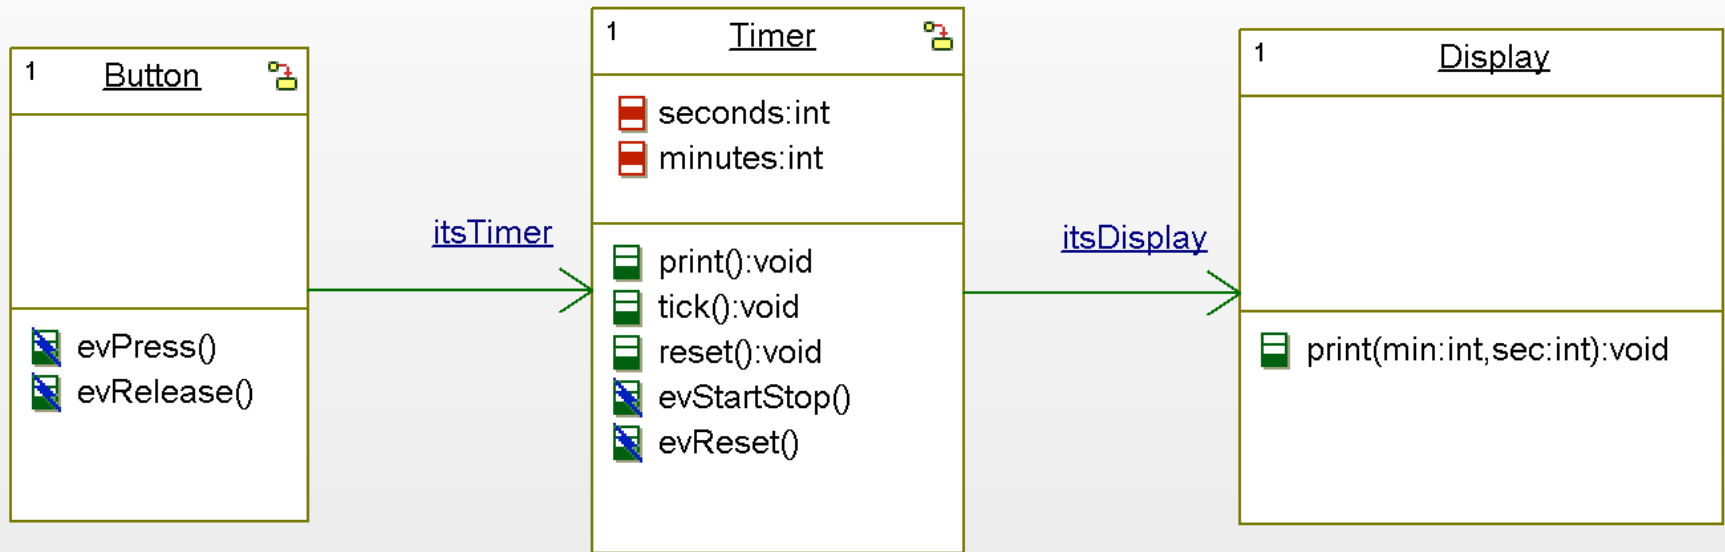 1
Button
evPress()
evRelease()
itsTimer
1
Timer
seconds:int
minutes:int
print():void
tick():void
reset():void
evStartStop()
evReset()
itsDisplay
1
Display
print(min:int,sec:int):void